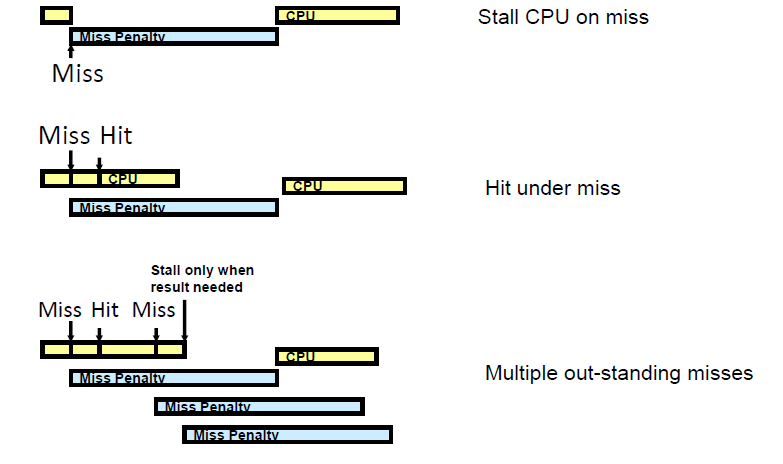 CPU
Stall CPU on miss
Miss Penalty
Miss
Miss Hit
CPU
CPU
Hit under miss
Miss Penalty
Stall only when
result needed
Miss Hit Miss
CPU
Miss Penalty
Multiple out-standing misses
Miss Penalty
Miss Penalty